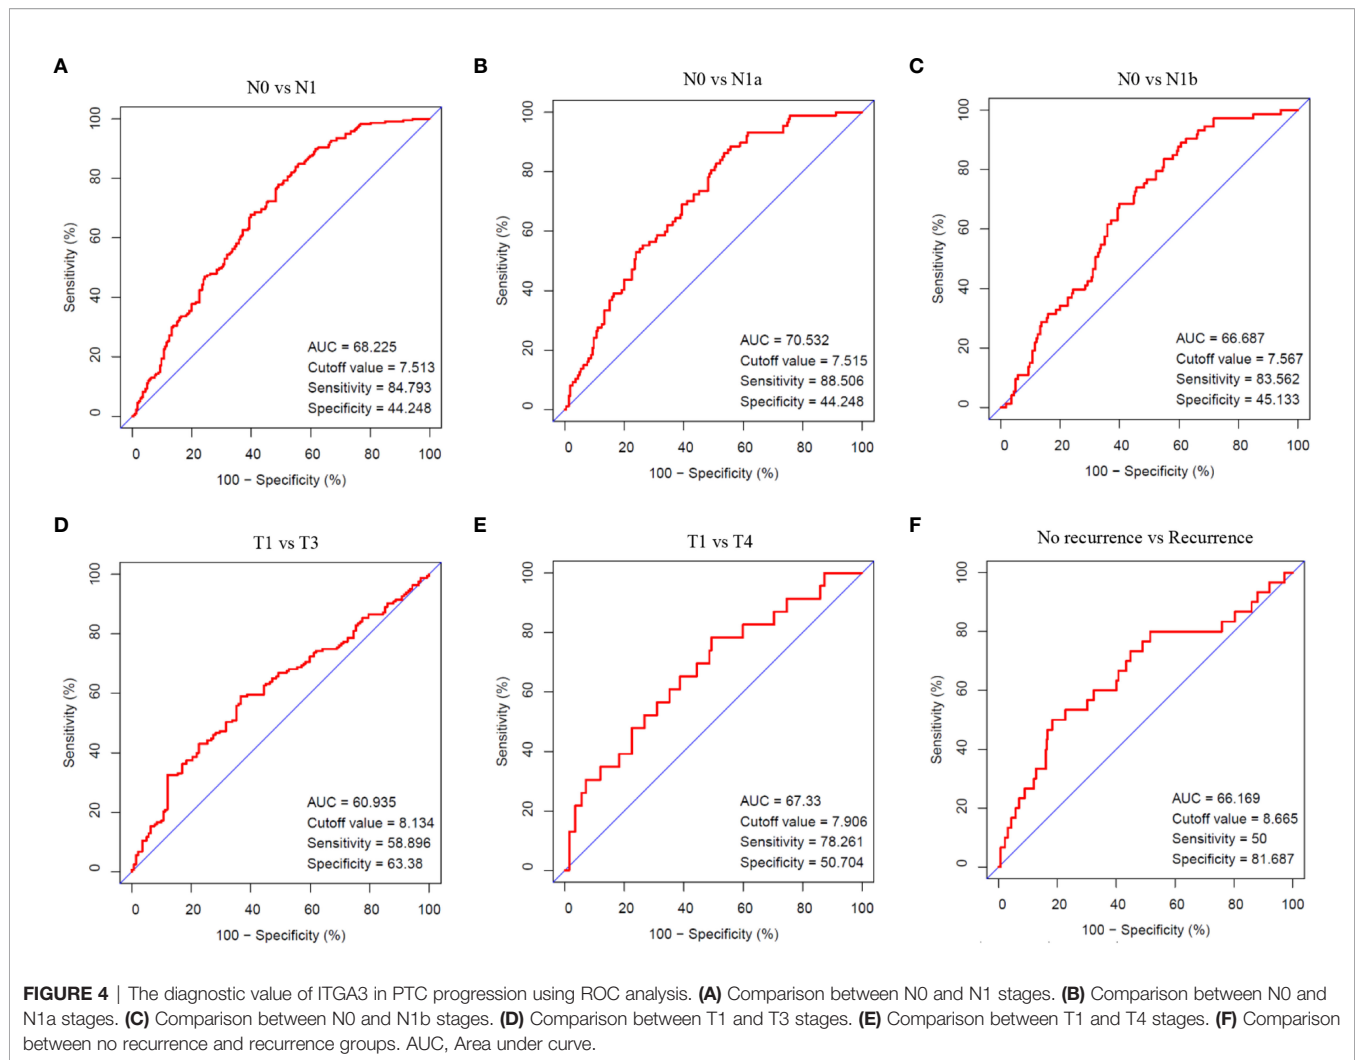 A
N0 vs N1
Sensitivity (%)
0
20
40
60
80
100
AUC = 68.225
Cutoff value = 7.513
Sensitivity = 84.793
Specificity = 44.248
0 20 40 60 80 100
100 − Specificity (%)
B
N0 vs N1a
Sensitivity (%)
0
20
40
60
80
100
AUC = 70.532
Cutoff value = 7.515
Sensitivity = 88.506
Specificity = 44.248
0 20 40 60 80 100
100 − Specificity (%)
C
N0 vs N1b
Sensitivity (%)
0
20
40
60
80
100
AUC = 66.687
Cutoff value = 7.567
Sensitivity = 83.562
Specificity = 45.133
0 20 40 60 80 100
100 − Specificity (%)
D
T1 vs T3
Sensitivity (%)
0
20
40
60
80
100
AUC = 60.935
Cutoff value = 8.134
Sensitivity = 58.896
Specificity = 63.38
0 20 40 60 80 100
100 − Specificity (%)
E
T1 vs T4
Sensitivity (%)
0
20
40
60
80
100
AUC = 67.33
Cutoff value = 7.906
Sensitivity = 78.261
Specificity = 50.704
0 20 40 60 80 100
100 − Specificity (%)
F
No recurrence vs Recurrence
Sensitivity (%)
0
20
40
60
80
100
AUC = 66.169
Cutoff value = 8.665
Sensitivity = 50
Specificity = 81.687
0 20 40 60 80 100
100 − Specificity (%)
FIGURE 4 | The diagnostic value of ITGA3 in PTC progression using ROC analysis. (A) Comparison between N0 and N1 stages. (B) Comparison between N0 and
N1a stages. (C) Comparison between N0 and N1b stages. (D) Comparison between T1 and T3 stages. (E) Comparison between T1 and T4 stages. (F) Comparison
between no recurrence and recurrence groups. AUC, Area under curve.